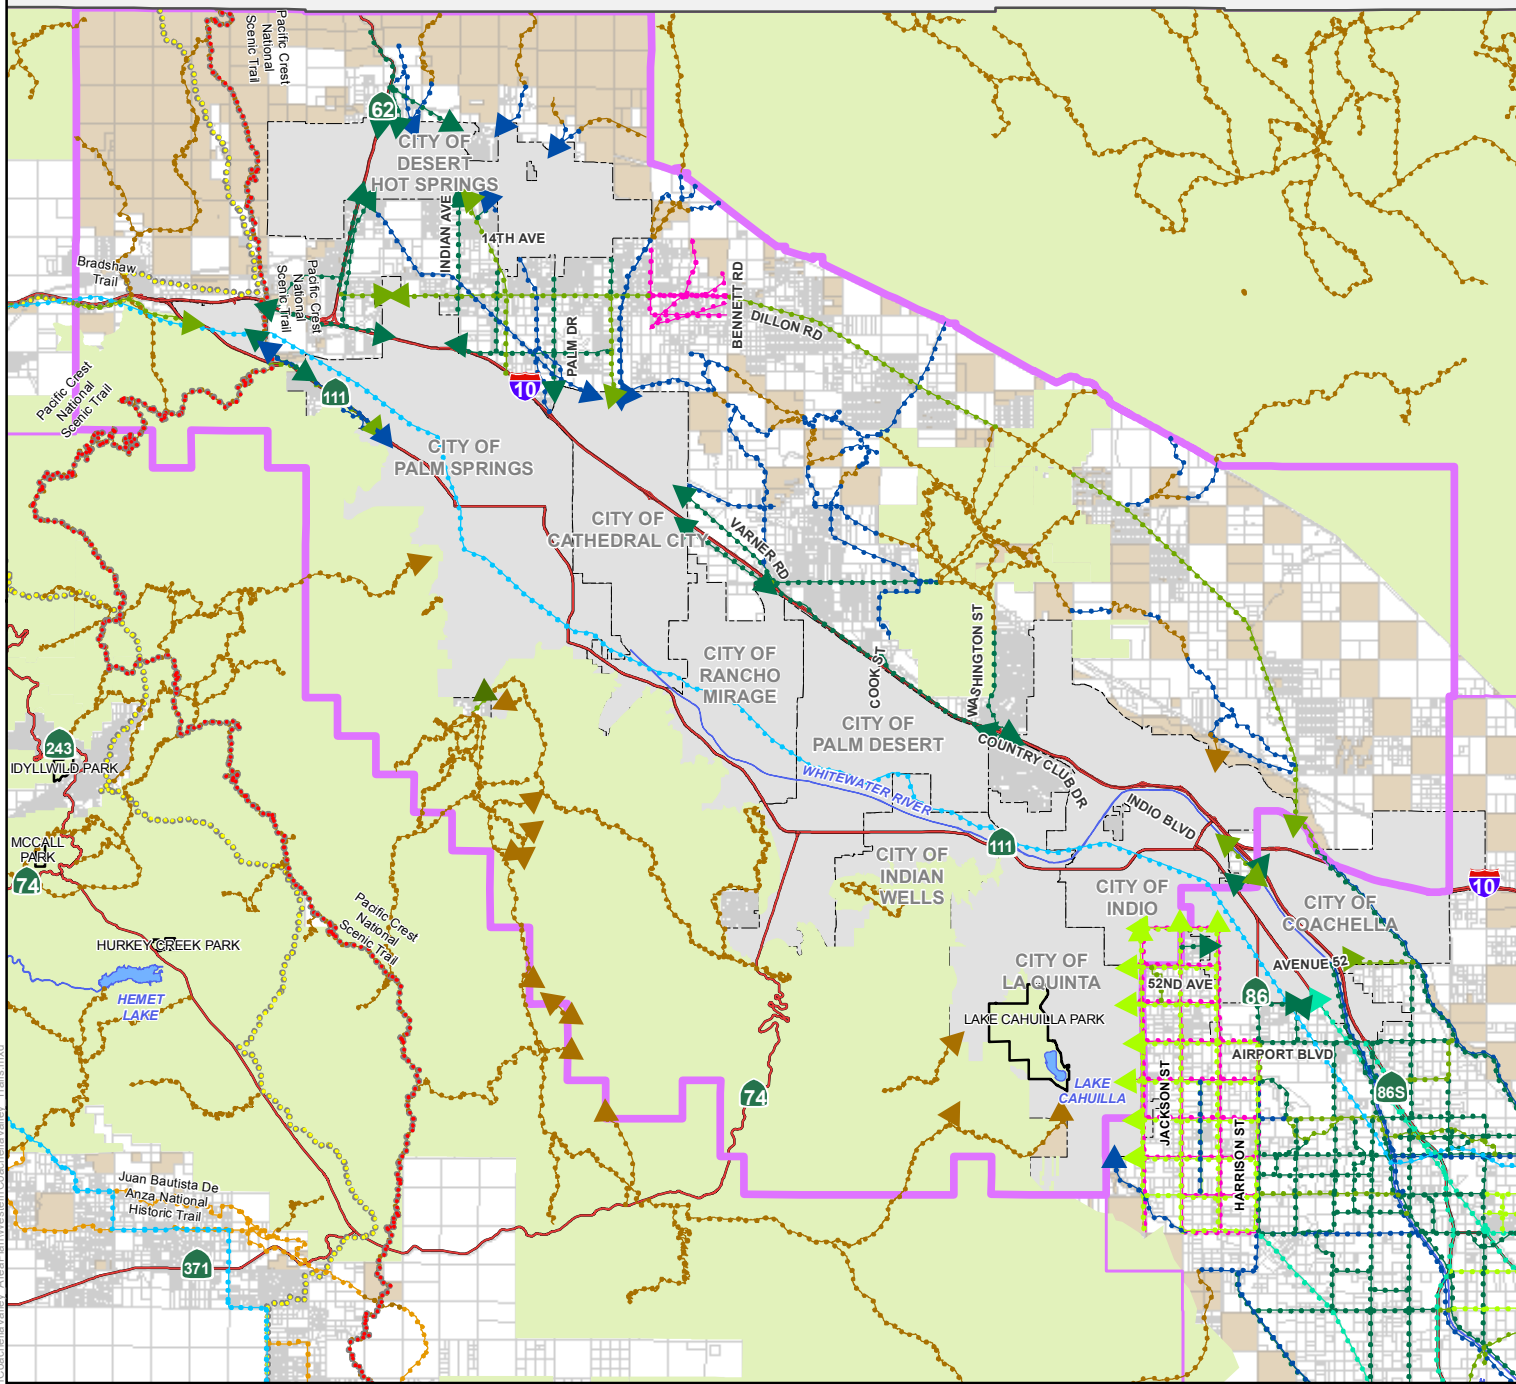 Pacific Crest
National
Scenic Trail
62
CITY OF
DESERT
HOT SPRINGS
INDIAN AVE
14TH AVE
Bradshaw
Trail
Pacific Crest
National
Scenic Trail
BENNETT RD
DILLON RD
PALM DR
10
111
Pacific Crest
National
Scenic Trail
CITY OF
PALM SPRINGS
CITY OF
CATHEDRAL CITY
VARNER RD
CITY OF
RANCHO
MIRAGE
COOK ST
WASHINGTON ST
CITY OF
PALM DESERT
COUNTRY CLUB DR
WHITEWATER RIVER
INDIO BLVD
243
IDYLLWILD PARK
MCCALL
PARK
74
111
CITY OF
INDIAN
WELLS
CITY OF
INDIO
10
CITY OF
COACHELLA
Pacific Crest
National
Scenic Trail
HURKEY CREEK PARK
HEMET
LAKE
CITY OF
LA QUINTA
AVENUE 52
52ND AVE
86
LAKE CAHUILLA PARK
AIRPORT BLVD
LAKE
CAHUILLA
74
JACKSON ST
86S
HARRISON ST
Juan Bautista De
Anza National
Historic Trail
371